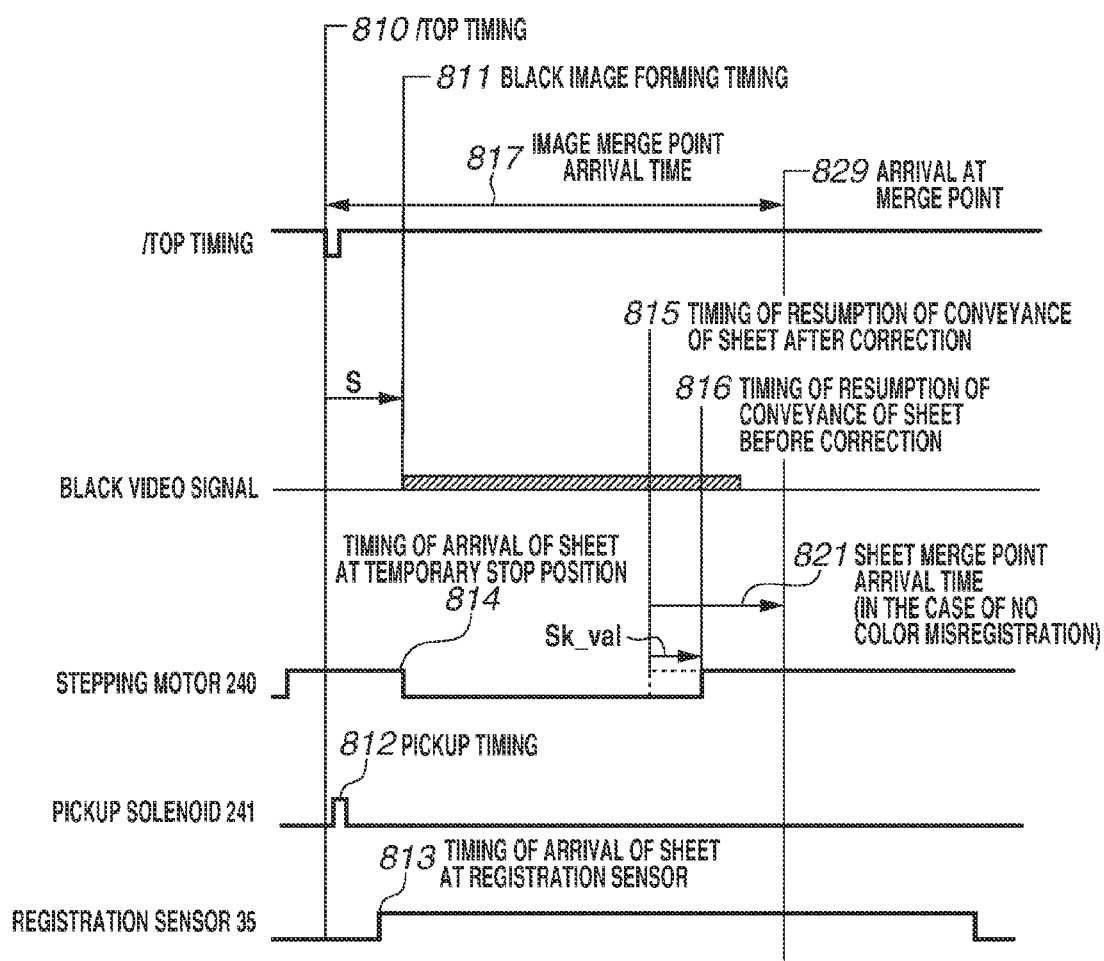 810 /TOP TIMING
811 BLACK IMAGE FORMING TIMING
817 IMAGE MERGE POINT
ARRIVAL TIME
829 ARRIVAL AT
MERGE POINT
/TOP TIMING
815 TIMING OF RESUMPTION OF CONVEYANCE
OF SHEET AFTER CORRECTION
S
816 TIMING OF RESUMPTION OF
CONVEYANCE OF SHEET
BEFORE CORRECTION
BLACK VIDEO SIGNAL
TIMING OF ARRIVAL OF SHEET
AT TEMPORARY STOP POSITION
814
821 SHEET MERGE POINT
ARRIVAL TIME
(IN THE CASE OF NO
COLOR MISREGISTRATION)
Sk_val
STEPPING MOTOR 240
812 PICKUP TIMING
PICKUP SOLENOID 241
813 TIMING OF ARRIVAL OF SHEET
AT REGISTRATION SENSOR
REGISTRATION SENSOR 35